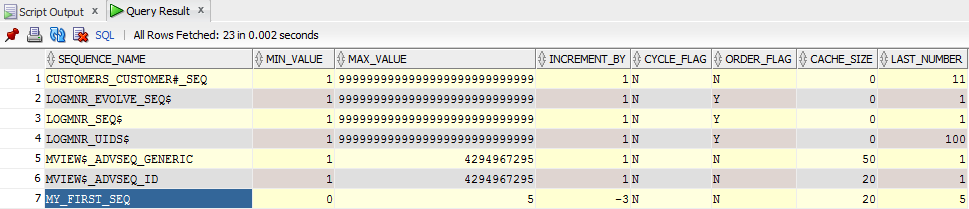 Script Output x Query Result x
SQL | All Rows Fetched: 23 in 0.002 seconds
SEQUENCE_NAME MIN_VALUE MAX_VALUE INCREMENT_BY CYCLE_FLAG ORDER_FLAG CACHE_SIZE LAST_NUMBER
1 CUSTOMERS_CUSTOMER#_SEQ 1 9999999999999999999999999999 1 N N 0 11
2 LOGMNR_EVOLVE_SEQ$ 1 9999999999999999999999999999 1 N Y 0 1
3 LOGMNR_SEQ$ 1 9999999999999999999999999999 1 N Y 0 1
4 LOGMNR_UIDS$ 1 9999999999999999999999999999 1 N Y 0 100
5 MVIEW$_ADVSEQ_GENERIC 1 4294967295 1 N N 50 1
6 MVIEW$_ADVSEQ_ID 1 4294967295 1 N N 20 1
7 MY_FIRST_SEQ 0 5 -3 N N 20 5